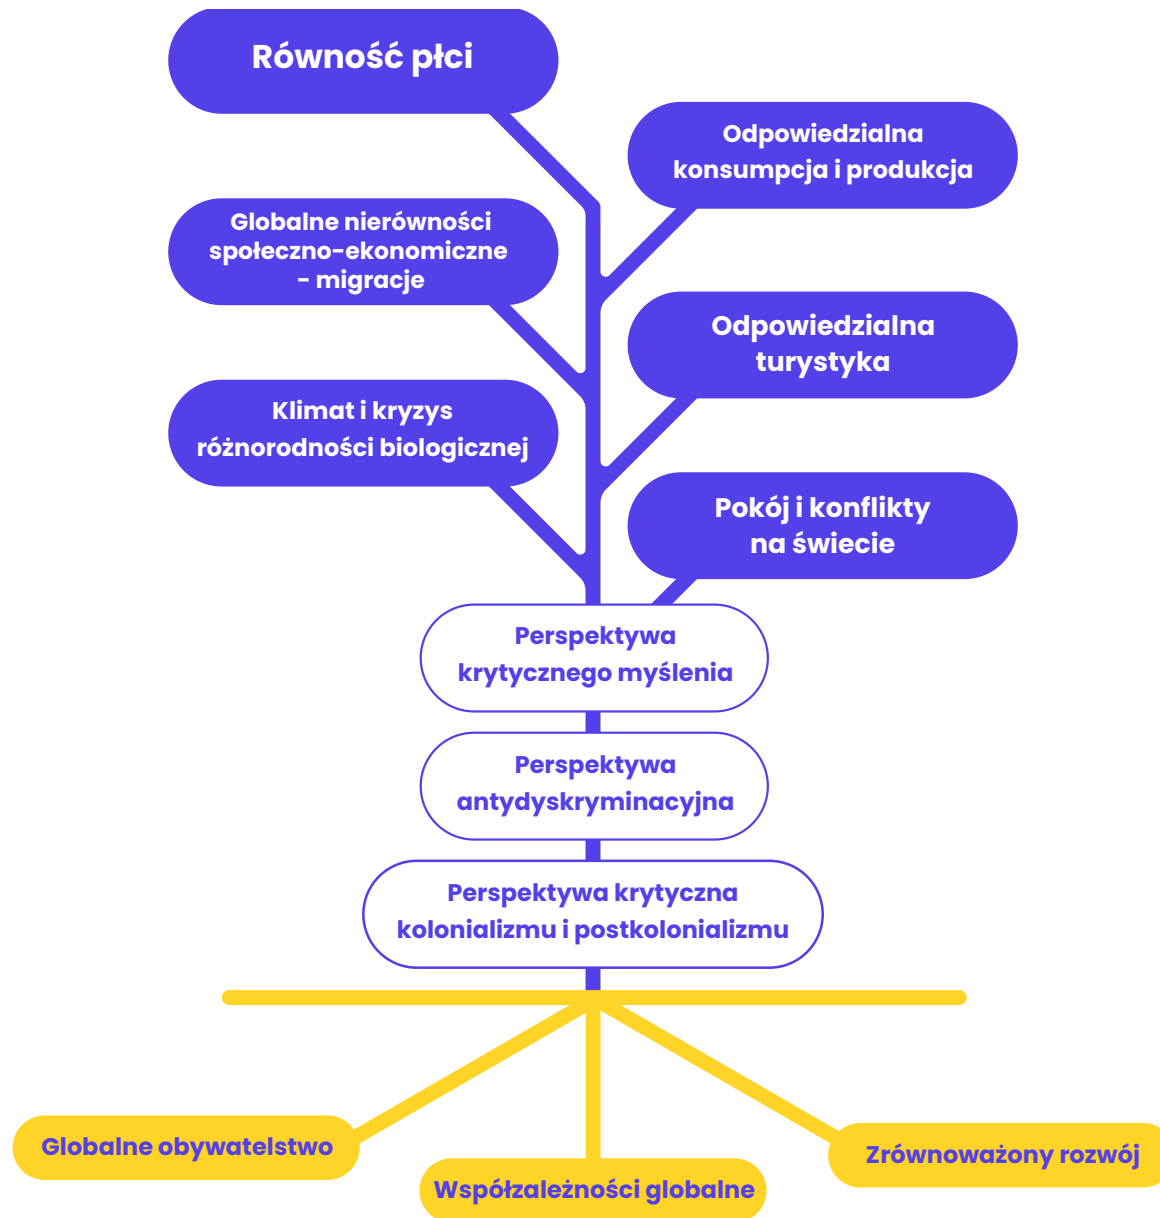 Równość płci
Odpowiedzialna
konsumpcja i produkcja
Globalne nierówności
społeczno-ekonomiczne
- migracje
Odpowiedzialna
turystyka
Klimat i kryzys
różnorodności biologicznej
Pokój i konflikty
na świecie
Perspektywa
krytycznego myślenia
Perspektywa
antydyskryminacyjna
Perspektywa krytyczna
kolonializmu i postkolonializmu
Globalne obywatelstwo
Zrównoważony rozwój
Współzależności globalne